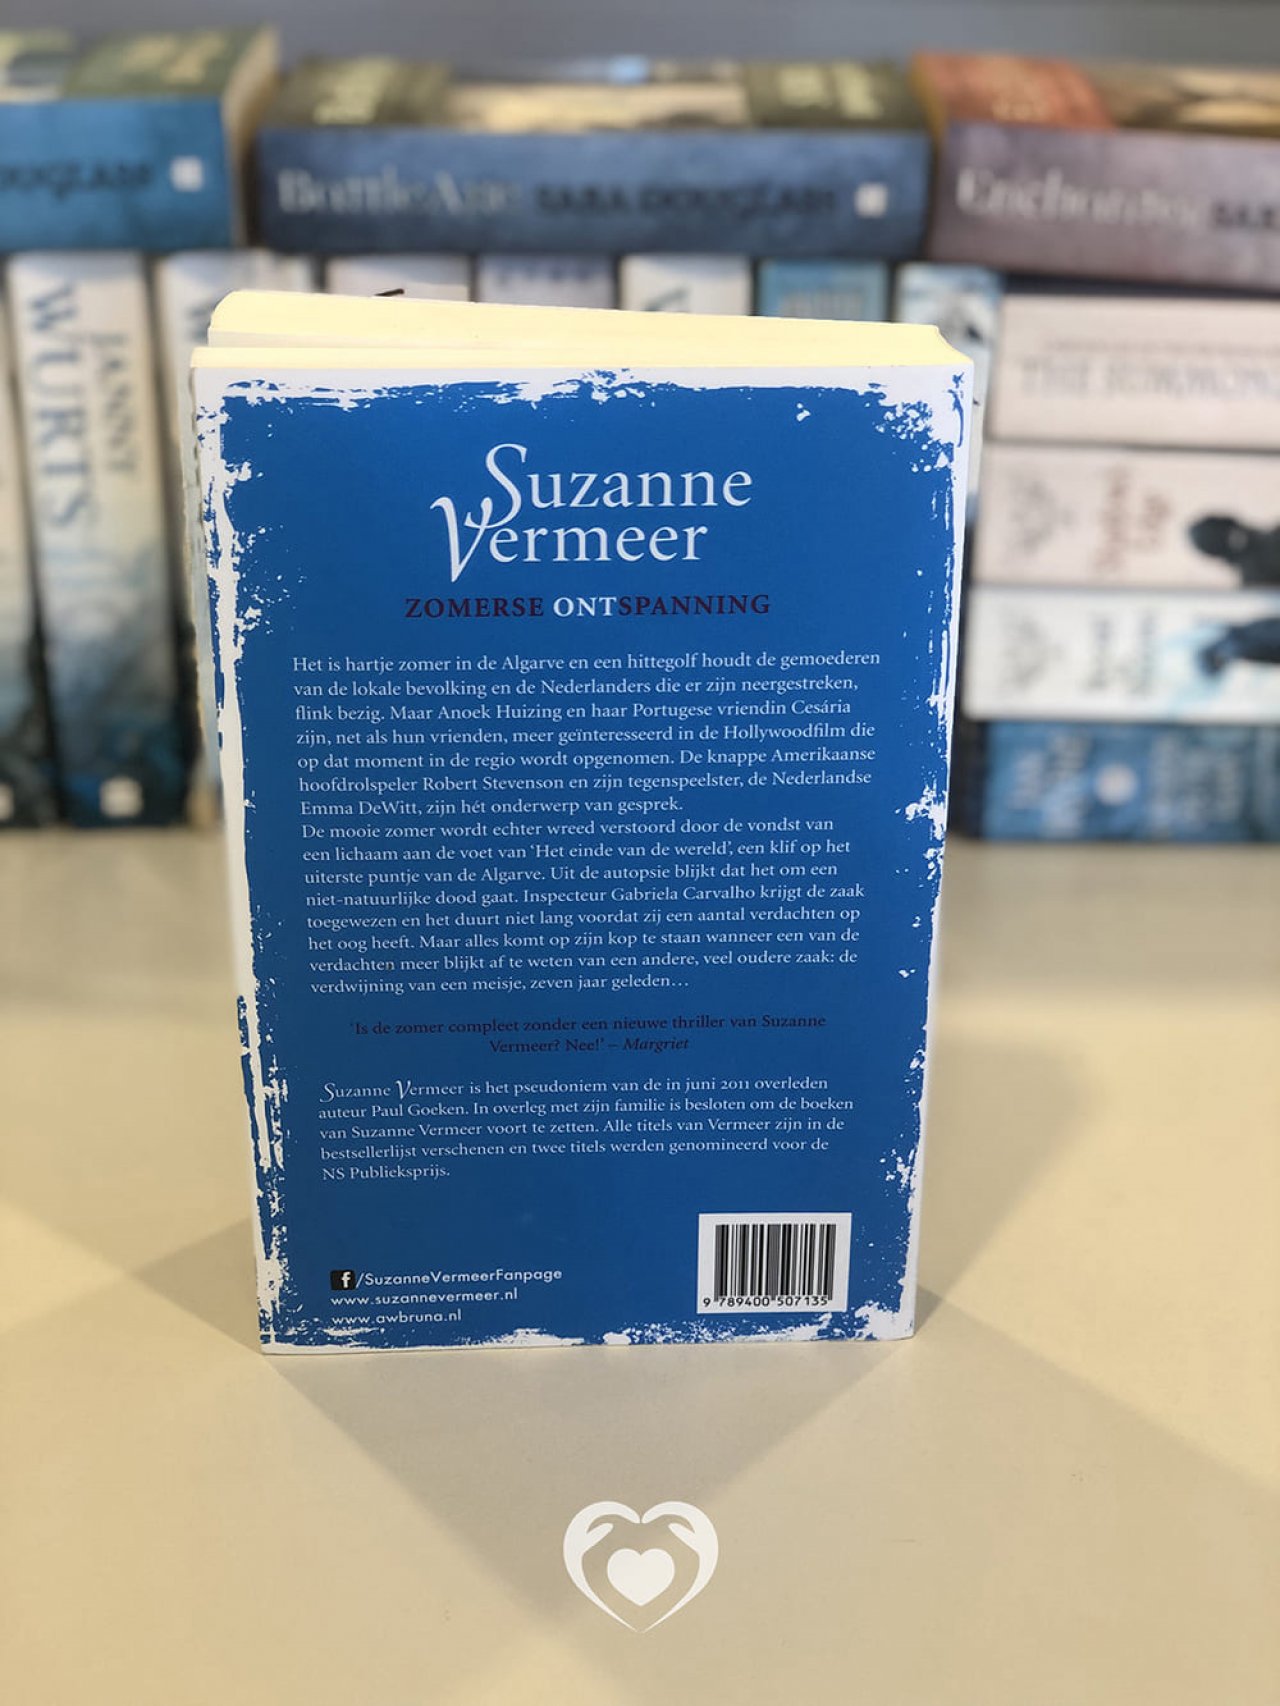 BattleAxe SARA DOUGLASS
Enchanter SAR
JANNY
WURTS
Suzanne
Vermeer
ZOMERSE ONTSPANNING
Het is hartje zomer in de Algarve en een hittegolf houdt de gemoederen
van de lokale bevolking en de Nederlanders die er zijn neergestreken,
flink bezig. Maar Anoek Huizing en haar Portugese vriendin Cesária
zijn, net als hun vrienden, meer geïnteresseerd in de Hollywoodfilm die
op dat moment in de regio wordt opgenomen. De knappe Amerikaanse
hoofdrolspeler Robert Stevenson en zijn tegenspeelster, de Nederlandse
Emma DeWitt, zijn hét onderwerp van gesprek.
De mooie zomer wordt echter wreed verstoord door de vondst van
een lichaam aan de voet van ‘Het einde van de wereld’, een klif op het
uiterste puntje van de Algarve. Uit de autopsie blijkt dat het om een
niet-natuurlijke dood gaat. Inspecteur Gabriela Carvalho krijgt de zaak
toegewezen en het duurt niet lang voordat zij een aantal verdachten op
het oog heeft. Maar alles komt op zijn kop te staan wanneer een van de
verdachten meer blijkt af te weten van een andere, veel oudere zaak: de
verdwijning van een meisje, zeven jaar geleden…
‘Is de zomer compleet zonder een nieuwe thriller van Suzanne
Vermeer? Nee!’ – Margriet
Suzanne Vermeer is het pseudoniem van de in juni 2011 overleden
auteur Paul Goeken. In overleg met zijn familie is besloten om de boeken
van Suzanne Vermeer voort te zetten. Alle titels van Vermeer zijn in de
bestsellerlijst verschenen en twee titels werden genomineerd voor de
NS Publieksprijs.
f/SuzanneVermeerFanpage
www.suzannevermeer.nl
www.awbruna.nl
9 789400 507135